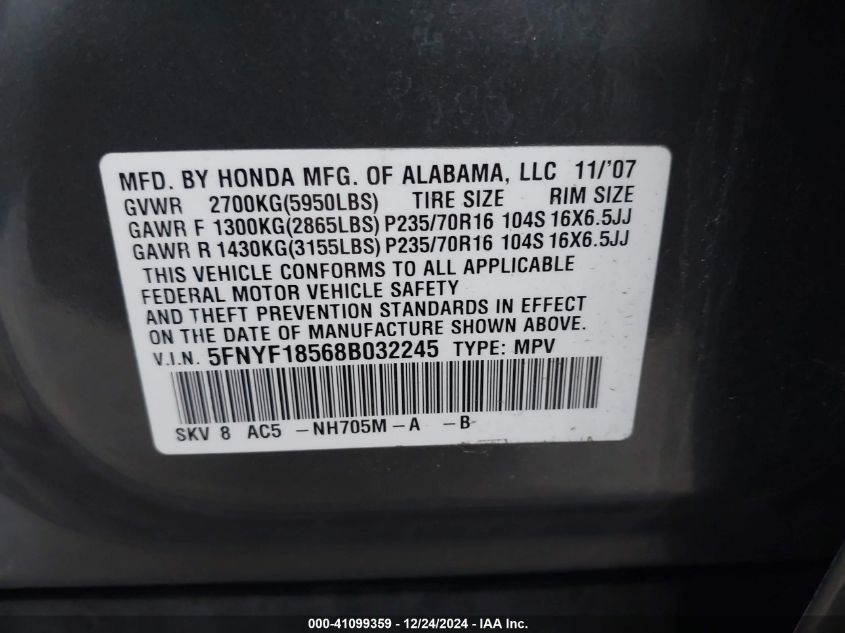 MFD. BY HONDA MFG. OF ALABAMA, LLC 11/'07
GVWR 2700KG(5950LBS) TIRE SIZE RIM SIZE
GAWR F 1300KG(2865LBS) P235/70R16 104S 16X6.5JJ
GAWR R 1430KG(3155LBS) P235/70R16 104S 16X6.5JJ
THIS VEHICLE CONFORMS TO ALL APPLICABLE
FEDERAL MOTOR VEHICLE SAFETY
AND THEFT PREVENTION STANDARDS IN EFFECT
ON THE DATE OF MANUFACTURE SHOWN ABOVE.
V.I.N. 5FNYF18568B032245 TYPE: MPV
SKV 8 AC5 -NH705M-A -B
000-41099359 / 12/24/2024 - IAA Inc.